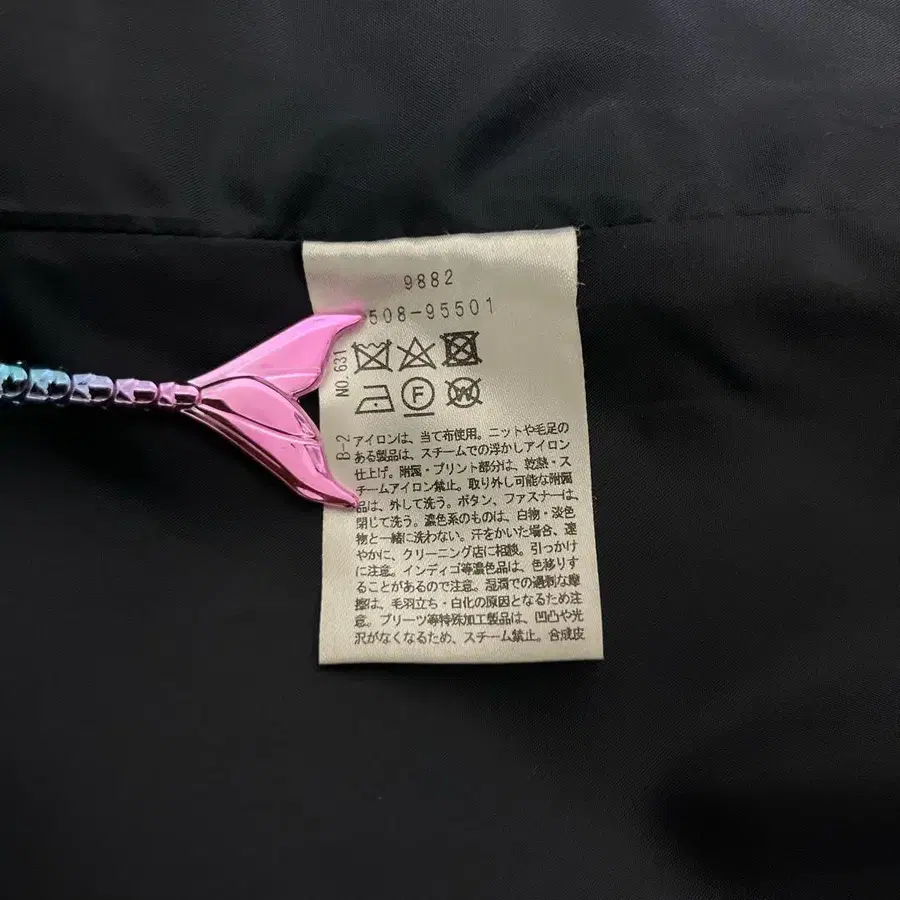 9882
508-95501
NO.631
F
W
B-2
アイロンは、当て布使用。ニットや毛足の
ある製品は、スチームでの浮かしアイロン
仕上げ。附属・プリント部分は、乾熱・ス
チームアイロン禁止。取り外し可能な附属
品は、外して洗う。ボタン、ファスナーは、
閉じて洗う。濃色系のものは、白物・淡色
物と一緒に洗わない。汗をかいた場合、速
やかに、クリーニング店に相談。引っかけ
に注意。インディゴ等濃色品は、色移りす
ることがあるので注意。湿潤での過剰な摩
擦は、毛羽立ち・白化の原因となるため注
意。プリーツ等特殊加工製品は、凹凸や光
沢がなくなるため、スチーム禁止。合成皮